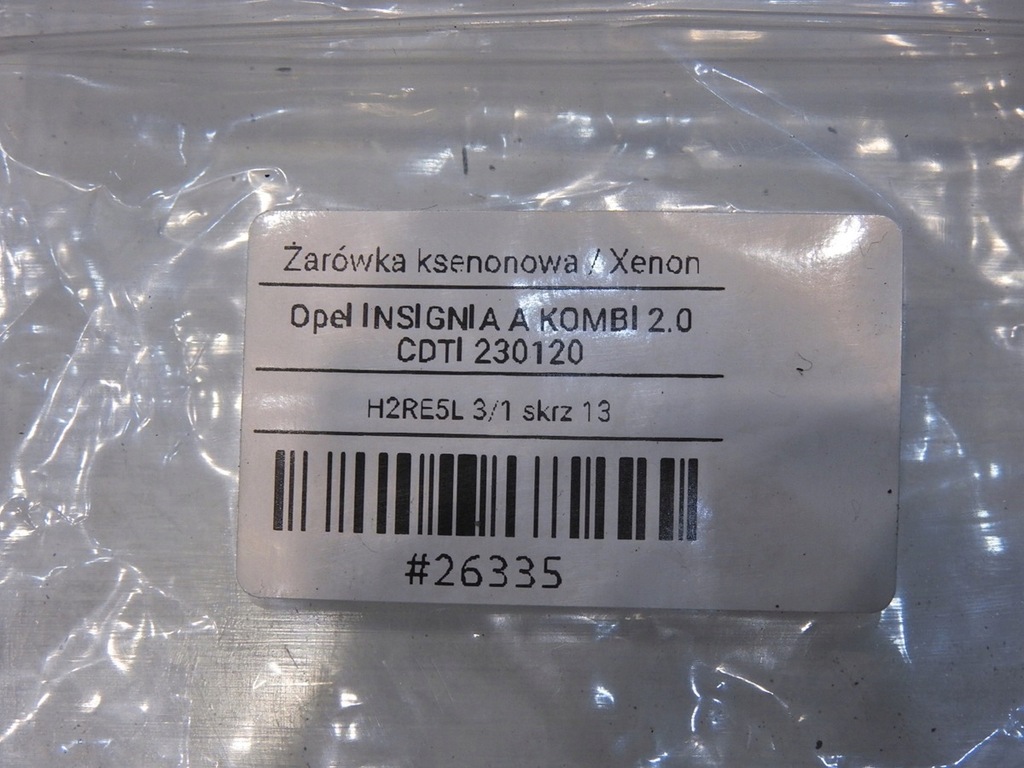 Żarówka ksenonowa / Xenon
Opel INSIGNIA A KOMBI 2.0
CDTI 230120
H2RE5L 3/1 skrz 13
#26335